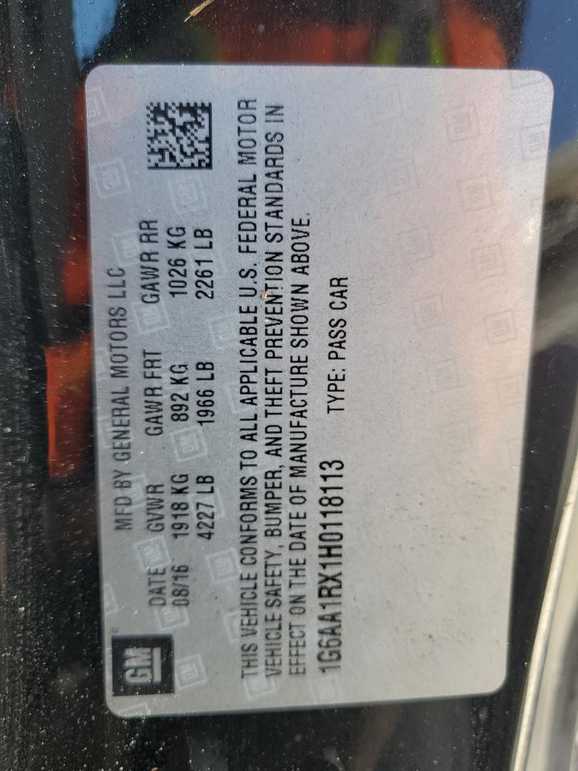 GM
MFD BY GENERAL MOTORS LLC
DATE GVWR GAWR FRT GAWR RR
08/16 1918 KG 892 KG 1026 KG
4227 LB 1966 LB 2261 LB
THIS VEHICLE CONFORMS TO ALL APPLICABLE U.S. FEDERAL MOTOR
VEHICLE SAFETY, BUMPER, AND THEFT PREVENTION STANDARDS IN
EFFECT ON THE DATE OF MANUFACTURE SHOWN ABOVE.
1G6AA1RX1H0118113 TYPE: PASS CAR